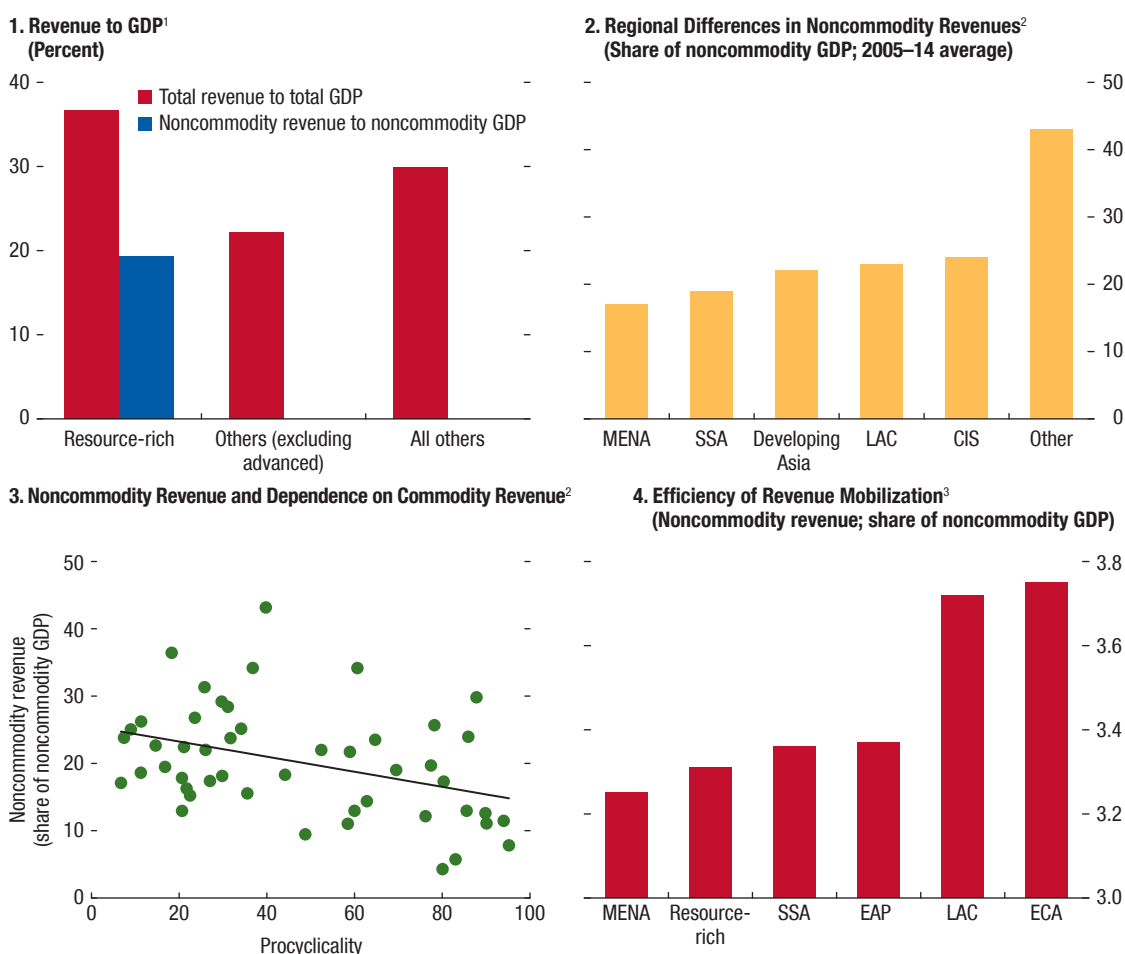 1. Revenue to GDP1
(Percent)
40
30
20
10
0
Total revenue to total GDP
Noncommodity revenue to noncommodity GDP
Resource-rich
Others (excluding
advanced)
All others
2. Regional Differences in Noncommodity Revenues2
(Share of noncommodity GDP; 2005–14 average)
50
40
30
20
10
0
MENA
SSA
Developing
Asia
LAC
CIS
Other
3. Noncommodity Revenue and Dependence on Commodity Revenue2
Noncommodity revenue
(share of noncommodity GDP)
50
40
30
20
10
0
0
20
40
60
80
100
Procyclicality
4. Efficiency of Revenue Mobilization3
(Noncommodity revenue; share of noncommodity GDP)
3.8
3.6
3.4
3.2
3.0
MENA
Resource-
rich
SSA
EAP
LAC
ECA